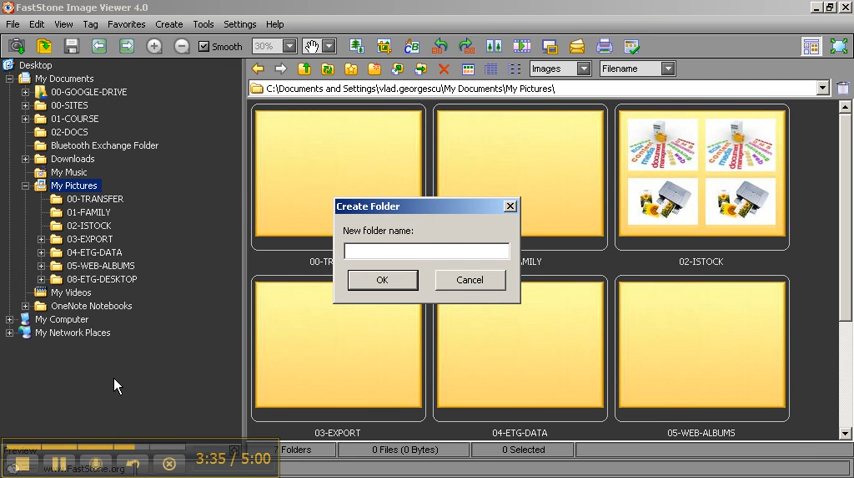 FastStone Image Viewer 4.0
File Edit View Tag Favorites Create Tools Settings Help
Smooth 30%
Desktop
My Documents
00-GOOGLE-DRIVE
00-SITES
01-COURSE
02-DOCS
Bluetooth Exchange Folder
Downloads
My Music
My Pictures
00-TRANSFER
01-FAMILY
02-ISTOCK
03-EXPORT
04-ETG-DATA
05-WEB-ALBUMS
08-ETG-DESKTOP
My Videos
OneNote Notebooks
My Computer
My Network Places
Images Filename
C:\Documents and Settings\vlad.georgescu\My Documents\My Pictures\
Create Folder
New folder name:
OK Cancel
00-TR
MILY
02-ISTOCK
03-EXPORT
04-ETG-DATA
05-WEB-ALBUMS
Preview
www.FastStone.org
3:35 / 5:00
7 Folders
0 Files (0 Bytes)
0 Selected